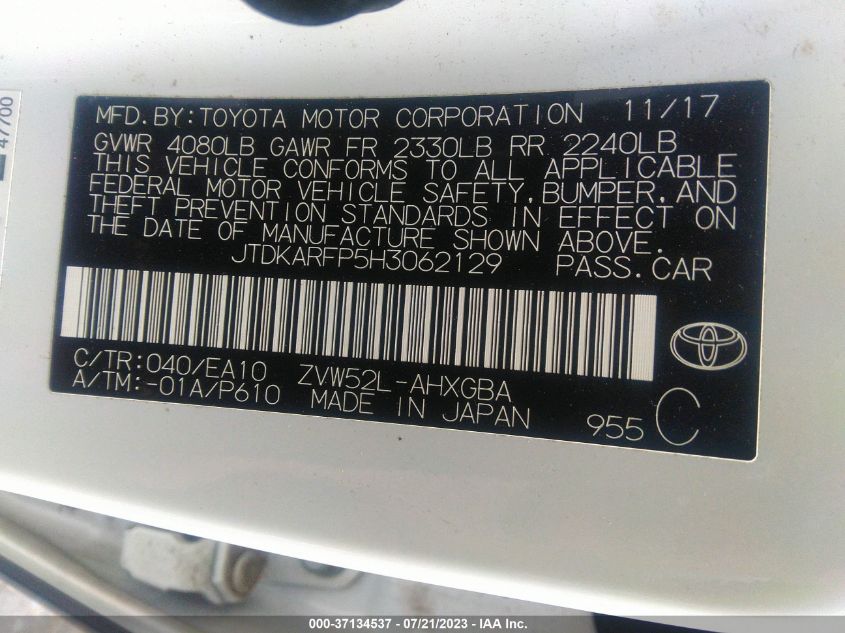 47700
MFD.BY:TOYOTA MOTOR CORPORATION 11/17
GVWR 4080LB GAWR FR 2330LB RR 2240LB
THIS VEHICLE CONFORMS TO ALL APPLICABLE
FEDERAL MOTOR VEHICLE SAFETY,BUMPER,AND
THEFT PREVENTION STANDARDS IN EFFECT ON
THE DATE OF MANUFACTURE SHOWN ABOVE.
JTDKARFP5H3062129 PASS.CAR
C/TR:040/EA10 ZVW52L-AHXGBA
A/TM:-01A/P610 MADE IN JAPAN 955 C
000-37134537 - 07/21/2023 - IAA Inc.